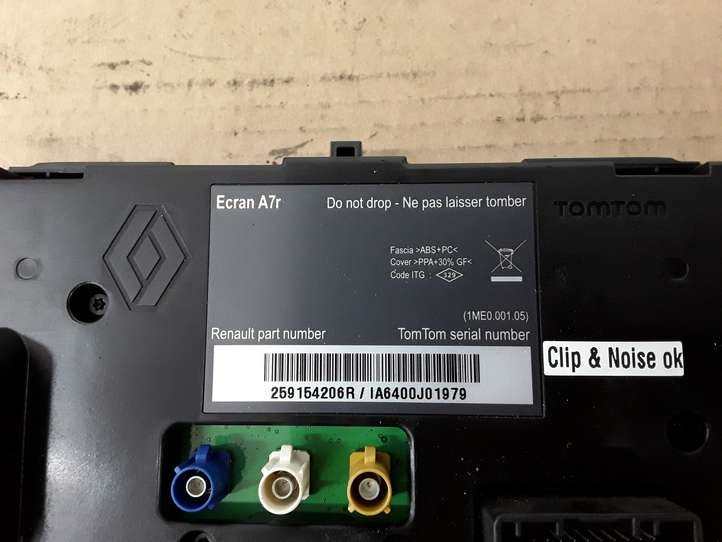 Ecran A7r
Do not drop - Ne pas laisser tomber
TOMTOM
Fascia >ABS+PC<
Cover >PPA+30% GF<
Code ITG : 329
(1ME0.001.05)
Renault part number
TomTom serial number
Clip & Noise ok
259154206R / IA6400J01979